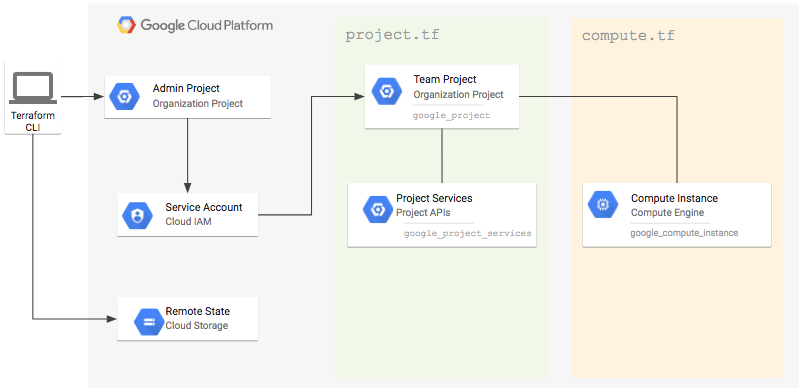 Google Cloud Platform
project.tf
compute.tf
Terraform
CLI
Admin Project
Organization Project
Team Project
Organization Project
google_project
Service Account
Cloud IAM
Project Services
Project APIs
google_project_services
Compute Instance
Compute Engine
google_compute_instance
Remote State
Cloud Storage